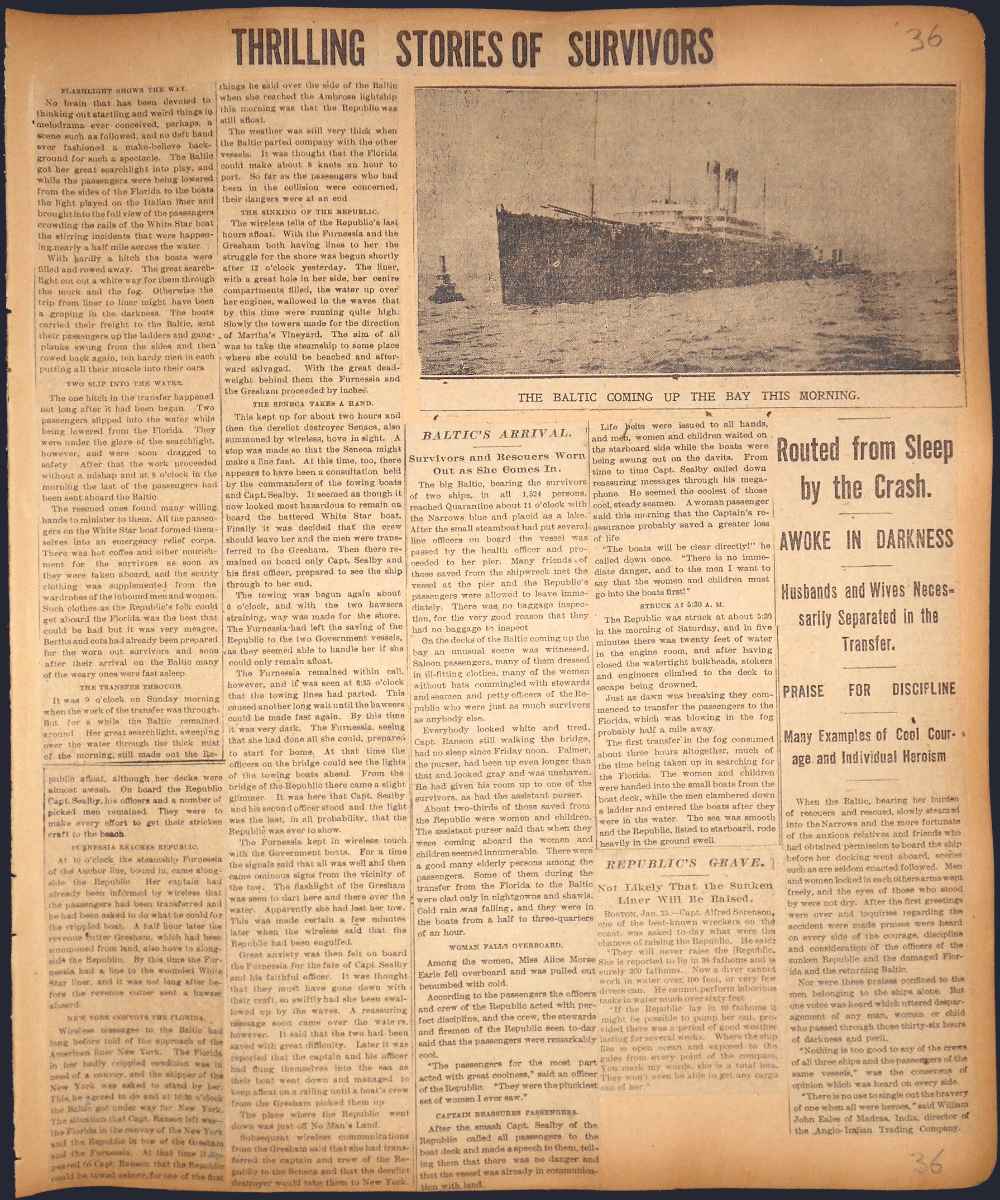 THRILLING STORIES OF SURVIVORS
36
FLASHLIGHT SHOWS THE WAY.
No brain that has been devoted to
thinking out startling and weird things in
melodrama ever conceived, perhaps, a
scene such as followed, and no deft hand
ever fashioned a make-believe back-
ground for such a spectacle. The Baltic
got her great searchlight into play, and
while the passengers were being lowered
from the sides of the Florida to the boats
the light played on the Italian liner and
brought into the full view of the passengers
crowding the rails of the White Star boat
the stirring incidents that were happen-
ing nearly a half mile across the water.
With hardly a hitch the boats were
filled and rowed away. The great search-
light cut out a white way for them through
the murk and the fog. Otherwise the
trip from liner to liner might have been
a groping in the darkness. The boats
carried their freight to the Baltic, sent
their passengers up the ladders and gang-
planks swung from the sides and then
rowed back again, ten hardy men in each
putting all their muscle into their oars
TWO SLIP INTO THE WATER.
The one hitch in the transfer happened
not long after it had been begun. Two
passengers slipped into the water while
being lowered from the Florida. They
were under the glare of the searchlight,
however, and were soon dragged to
safety After that the work proceeded
without a mishap and at 8 o'clock in the
morning the last of the passengers had
been sent aboard the Baltic
The rescued ones found many willing
hands to minister to them. All the passen-
gers on the White Star boat formed them-
selves into an emergency relief corps.
There was hot coffee and other nourish-
ment for the survivors as soon as
they were taken aboard, and the scanty
clothing was supplemented from the
wardrobes of the inbound men and women.
Such clothes as the Republic's folk could
get aboard the Florida was the best that
could be had but it was very meagre.
Berths and cots had already been prepared
for the worn out survivors and soon
after their arrival on the Baltic many
of the weary ones were fast asleep
THE TRANSFER THROUGH.
It was 9 o'clock on Sunday morning
when the work of the transfer was through.
But for a while the Baltic remained
around Her great searchlight, sweeping
over the water through the thick mist
of the morning, still made out the Re-
public afloat, although her decks were
almost awash. On board the Republic
Capt. Sealby, his officers and a number of
picked men remained. They were to
make every effort to get their stricken
craft to the beach
FURNESSIA REACHES REPUBLIC.
At 10 o'clock the steamship Furnessia
of the Anchor line, bound in, came along-
side the Republic Her captain had
already been informed by wireless that
the passengers had been transferred and
he had been asked to do what he could for
the crippled boat. A half hour later the
revenue cutter Gresham, which had been
summoned from land, also hove to along-
side the Republic. By this time the Fur-
nessia had a line to the wounded White
Star liner, and it was not long after be-
fore the revenue cutter sent a hawser
aboard.
NEW YORK CONVOYS THE FLORIDA.
Wireless messages to the Baltic had
long before told of the approach of the
American liner New York. The Florida
in her badly crippled condition was in
need of a convoy, and the skipper of the
New York was asked to stand by her.
This he agreed to do and at 10:30 o'clock
the Baltic got under way for New York.
The situation that Capt. Ranson left was—
the Florida in the convoy of the New York
and the Republic in tow of the Gresham
and the Furnessia. At that time it ap-
peared to Capt. Ranson that the Republic
could be towed ashore, for one of the first
things he said over the side of the Baltic
when she reached the Ambrose lightship
this morning was that the Republic was
still afloat.
The weather was still very thick when
the Baltic parted company with the other
vessels. It was thought that the Florida
could make about 8 knots an hour to
port. So far as the passengers who had
been in the collision were concerned,
their dangers were at an end
THE SINKING OF THE REPUBLIC.
The wireless tells of the Republic's last
hours afloat. With the Furnessia and the
Gresham both having lines to her the
struggle for the shore was begun shortly
after 12 o'clock yesterday. The liner,
with a great hole in her side, her centre
compartments filled, the water up over
her engines, wallowed in the waves that
by this time were running quite high.
Slowly the towers made for the direction
of Martha's Vineyard. The aim of all
was to take the steamship to some place
where she could be beached and after-
ward salvaged. With the great dead-
weight behind them the Furnessia and
the Gresham proceeded by inches.
THE SENECA TAKES A HAND.
This kept up for about two hours and
then the derelict destroyer Seneca, also
summoned by wireless, hove in sight. A
stop was made so that the Seneca might
make a line fast. At this time, too, there
appears to have been a consultation held
by the commanders of the towing boats
and Capt. Sealby. It seemed as though it
now looked most hazardous to remain on
board the battered White Star boat.
Finally it was decided that the crew
should leave her and the men were trans-
ferred to the Gresham. Then there re-
mained on board only Capt. Sealby and
his first officer, prepared to see the ship
through to her end.
The towing was begun again about
6 o'clock, and with the two hawsers
straining, way was made for the shore.
The Furnessia had left the saving of the
Republic to the two Government vessels,
as they seemed able to handle her if she
could only remain afloat.
The Furnessia remained within call,
however, and it was seen at 6:35 o'clock
that the towing lines had parted. This
caused another long wait until the hawsers
could be made fast again. By this time
it was very dark. The Furnessia, seeing
that she had done all she could, prepared
to start for home. At that time the
officers on the bridge could see the lights
of the towing boats ahead. From the
bridge of the Republic there came a slight
glimmer. It was here that Capt. Sealby
and his second officer stood and the light
was the last, in all probability, that the
Republic was ever to show.
The Furnessia kept in wireless touch
with the Government boats. For a time
the signals said that all was well and then
came ominous signs from the vicinity of
the tow. The flashlight of the Gresham
was seen to dart here and there over the
water. Apparently she had lost her tow.
This was made certain a few minutes
later when the wireless said that the
Republic had been engulfed.
Great anxiety was then felt on board
the Furnessia for the fate of Capt. Sealby
and his faithful officer. It was thought
that they must have gone down with
their craft, so swiftly had she been swal-
lowed up by the waves. A reassuring
message soon came over the waters,
however. It said that the two had been
saved with great difficulty. Later it was
reported that the captain and his officer
had flung themselves into the sea as
their boat went down and managed to
keep afloat on a railing until a boat's crew
from the Gresham picked them up
The place where the Republic went
down was just off No Man's Land.
Subsequent wireless communications
from the Gresham said that she had trans-
ferred the captain and crew of the Re-
public to the Seneca and that the derelict
destroyer would take them to New York.
THE BALTIC COMING UP THE BAY THIS MORNING.
BALTIC'S ARRIVAL.
Survivors and Rescuers Worn
Out as She Comes In.
The big Baltic, bearing the survivors
of two ships, in all 1,524 persons,
reached Quarantine about 11 o'clock with
the Narrows blue and placid as a lake.
After the small steamboat had put several
line officers on board the vessel was
passed by the health officer and pro-
ceeded to her pier. Many friends of
those saved from the shipwreck met the
vessel at the pier and the Republic's
passengers were allowed to leave imme-
diately. There was no baggage inspec-
tion, for the very good reason that they
had no baggage to inspect
On the decks of the Baltic coming up the
bay an unusual scene was witnessed.
Saloon passengers, many of them dressed
in ill-fitting clothes, many of the women
without hats commingled with stewards
and seamen and petty officers of the Re-
public who were just as much survivors
as anybody else.
Everybody looked white and tired.
Capt. Ranson still walking the bridge,
had no sleep since Friday noon. Palmer,
the purser, had been up even longer than
that and looked gray and was unshaven.
He had given his room up to one of the
survivors, as had the assistant purser.
About two-thirds of those saved from
the Republic were women and children.
The assistant purser said that when they
were coming aboard the women and
children seemed innumerable. There were
a good many elderly persons among the
passengers. Some of them during the
transfer from the Florida to the Baltic
were clad only in nightgowns and shawls.
Cold rain was falling, and they were in
the boats from a half to three-quarters
of an hour.
WOMAN FALLS OVERBOARD.
Among the women, Miss Alice Morse
Earle fell overboard and was pulled out
benumbed with cold.
According to the passengers the officers
and crew of the Republic acted with per-
fect discipline, and the crew, the stewards
and firemen of the Republic seen to-day
said that the passengers were remarkably
cool.
"The passengers for the most part
acted with great coolness," said an officer
of the Republic. "They were the pluckiest
set of women I ever saw."
CAPTAIN REASSURES PASSENGERS.
After the smash Capt. Sealby of the
Republic called all passengers to the
boat deck and made a speech to them, tell-
ing them that there was no danger and
that the vessel was already in communica-
tion with land.
Life belts were issued to all hands,
and men, women and children waited on
the starboard side while the boats were
being swung out on the davits. From
time to time Capt. Sealby called down
reassuring messages through his mega-
phone. He seemed the coolest of those
cool, steady seamen. A woman passenger
said this morning that the Captain's re-
assurance probably saved a greater loss
of life
"The boats will be clear directly!" he
called down once. "There is no imme-
diate danger, and to the men I want to
say that the women and children must
go into the boats first!"
STRUCK AT 5:30 A. M.
The Republic was struck at about 5:30
in the morning of Saturday, and in five
minutes there was twenty feet of water
in the engine room, and after having
closed the watertight bulkheads, stokers
and engineers climbed to the deck to
escape being drowned.
Just as dawn was breaking they com-
menced to transfer the passengers to the
Florida, which was blowing in the fog
probably half a mile away.
The first transfer in the fog consumed
about three hours altogether, much of
the time being taken up in searching for
the Florida. The women and children
were handed into the small boats from the
boat deck, while the men clambered down
a ladder and entered the boats after they
were in the water. The sea was smooth
and the Republic, listed to starboard, rode
heavily in the ground swell.
REPUBLIC'S GRAVE.
Not Likely That the Sunken
Liner Will Be Raised.
Boston, Jan. 25.—Capt. Alfred Sorenson,
one of the best-known wreckers on the
coast, was asked to-day what were the
chances of raising the Republic. He said:
"They will never raise the Republic.
She is reported to lie in 38 fathoms and is
surely 200 fathoms. Now a diver cannot
work in water over 100 feet, or very few
divers can. He cannot perform laborious
tasks in water much over sixty feet
"If the Republic lay in 10 fathoms it
might be possible to pump her out, pro-
vided there was a period of good weather
lasting for several weeks. Where the ship
lies is open ocean and exposed to the
gales from every point of the compass.
You mark my words, she is a total loss.
They won't even be able to get any cargo
out of her."
Routed from Sleep
by the Crash.
AWOKE IN DARKNESS
Husbands and Wives Neces-
sarily Separated in the
Transfer.
PRAISE FOR DISCIPLINE
Many Examples of Cool Cour-
age and Individual Heroism
When the Baltic, bearing her burden
of rescuers and rescued, slowly steamed
into the Narrows and the more fortunate
of the anxious relatives and friends who
had obtained permission to board the ship
before her docking went aboard, scenes
such as are seldom enacted followed. Men
and women locked in each others arms wept
freely, and the eyes of those who stood
by were not dry. After the first greetings
were over and inquiries regarding the
accident were made praises were heard
on every side of the courage, discipline
and consideration of the officers of the
sunken Republic and the damaged Flor-
ida and the returning Baltic.
Nor were these praises confined to the
men belonging to the ships alone. But
one voice was heard which uttered dispar-
agement of any man, woman or child
who passed through those thirty-six hours
of darkness and peril.
"Nothing is too good to say of the crews
of all three ships and the passengers of the
same vessels," was the consensus of
opinion which was heard on every side.
"There is no use to single out the bravery
of one when all were heroes," said William
John Eales of Madras, India, director of
the Anglo-Indian Trading Company.
36